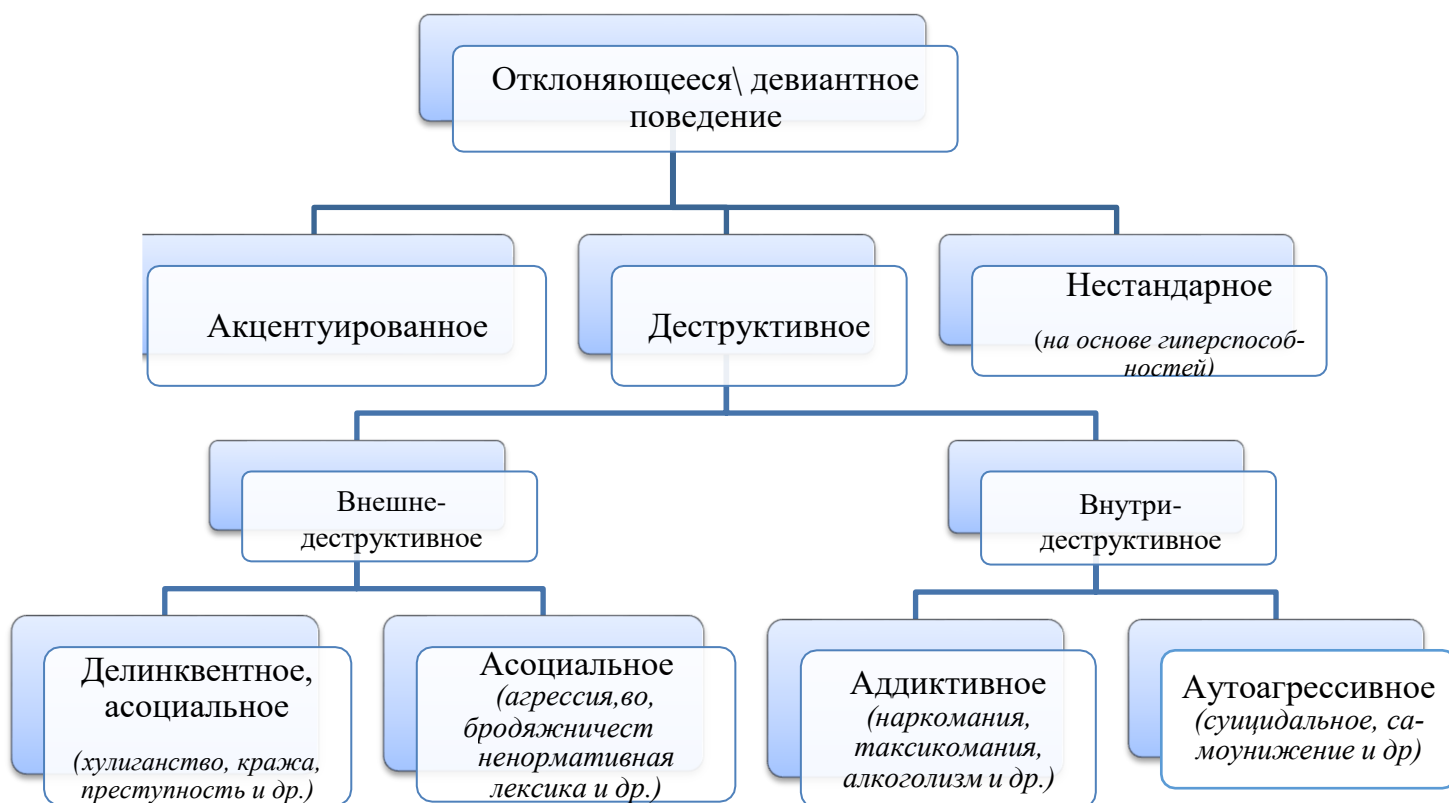 Отклоняющееся\ девиантное
поведение
Акцентуированное
Деструктивное
Нестандарное
(на основе гиперспособ-
ностей)
Внешне-
деструктивное
Внутри-
деструктивное
Делинквентное,
асоциальное
(хулиганство, кража,
преступность и др.)
Асоциальное
(агрессия,во,
бродяжничест
ненормативная
лексика и др.)
Аддиктивное
(наркомания,
таксикомания,
алкоголизм и др.)
Аутоагрессивное
(суицидальное, са-
моунижение и др)